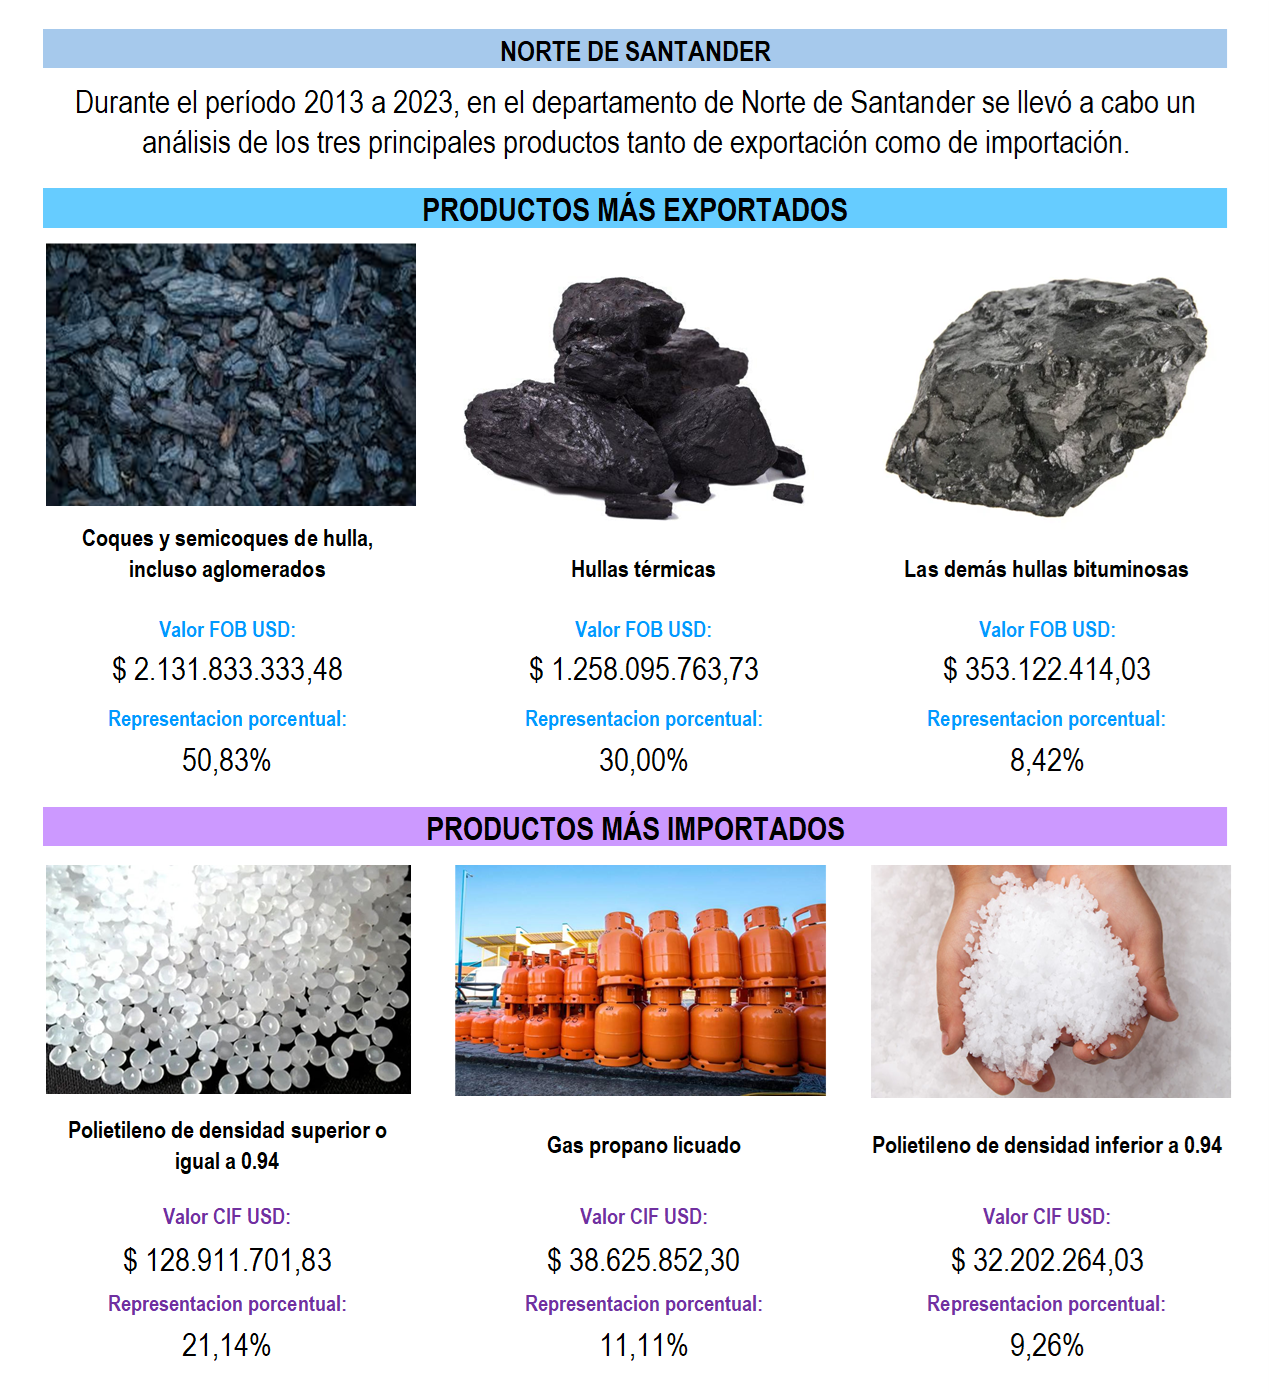 NORTE DE SANTANDER
Durante el período 2013 a 2023, en el departamento de Norte de Santander se llevó a cabo un
análisis de los tres principales productos tanto de exportación como de importación.
PRODUCTOS MÁS EXPORTADOS
Coques y semicoques de hulla,
incluso aglomerados
Valor FOB USD:
$ 2.131.833.333,48
Representacion porcentual:
50,83%
Hullas térmicas
Valor FOB USD:
$ 1.258.095.763,73
Representacion porcentual:
30,00%
Las demás hullas bituminosas
Valor FOB USD:
$ 353.122.414,03
Representacion porcentual:
8,42%
PRODUCTOS MÁS IMPORTADOS
Polietileno de densidad superior o
igual a 0.94
Valor CIF USD:
$ 128.911.701,83
Representacion porcentual:
21,14%
Gas propano licuado
Valor CIF USD:
$ 38.625.852,30
Representacion porcentual:
11,11%
Polietileno de densidad inferior a 0.94
Valor CIF USD:
$ 32.202.264,03
Representacion porcentual:
9,26%